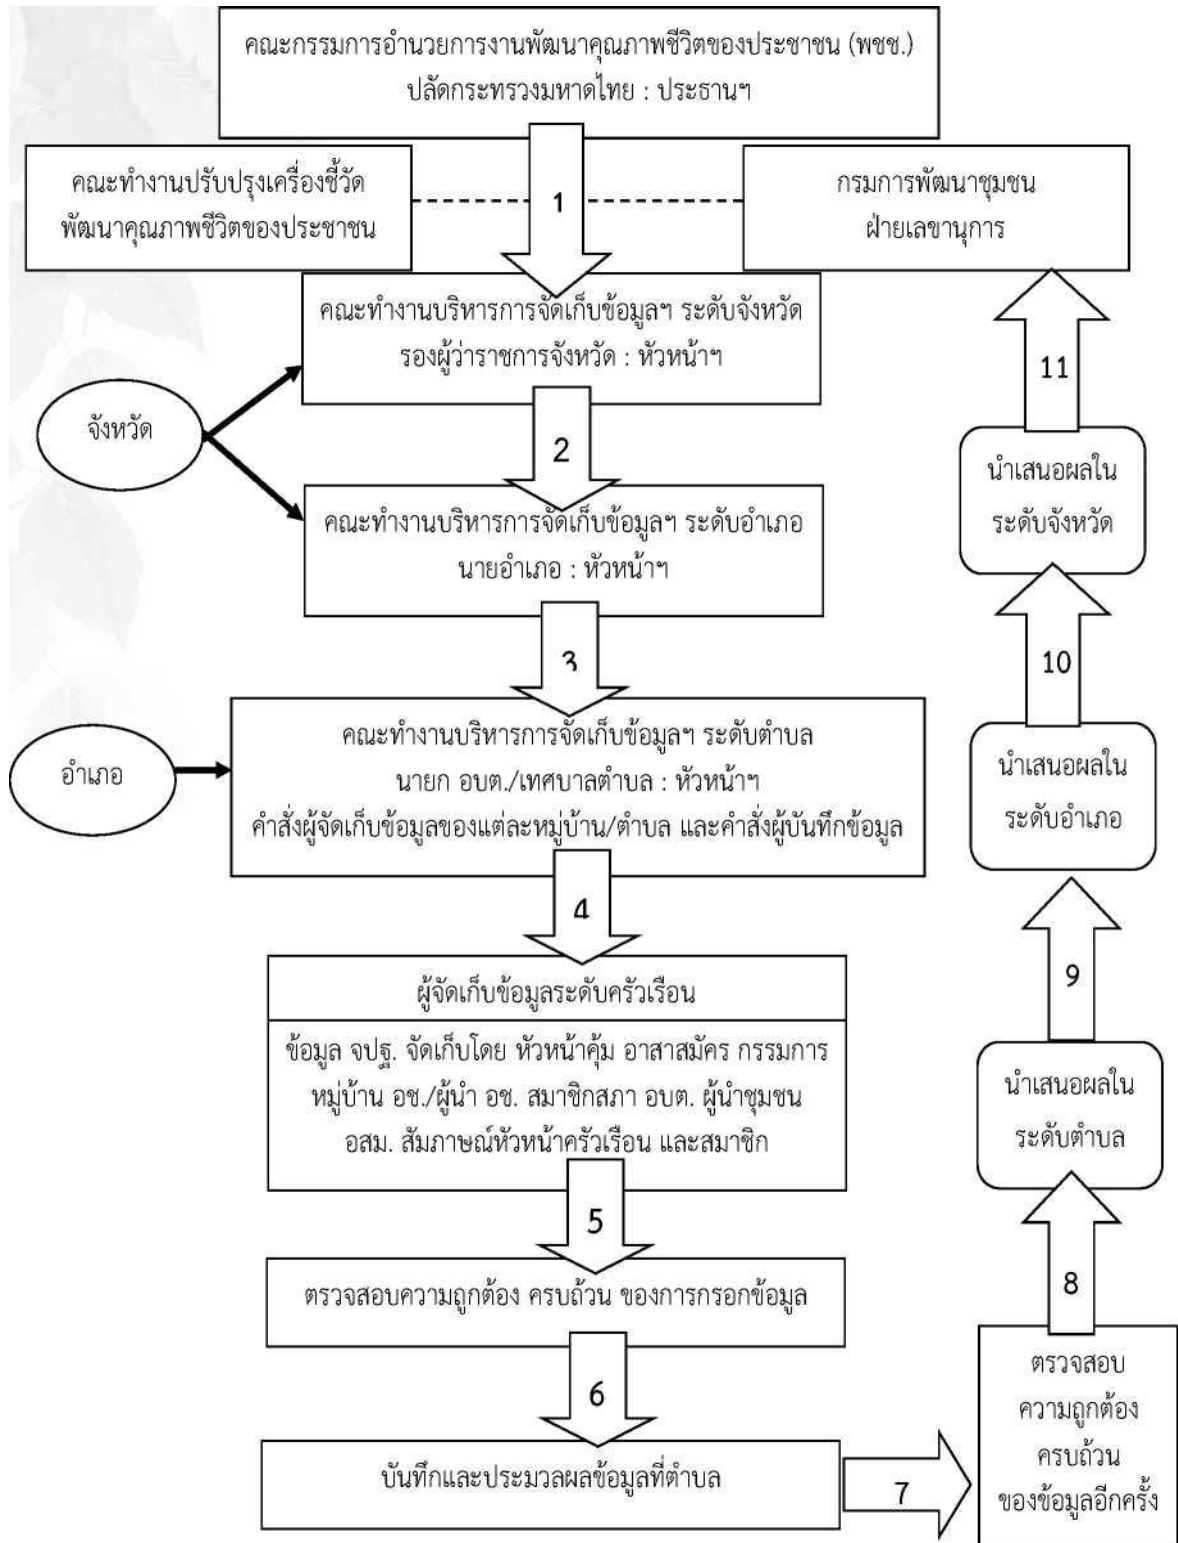 คณะกรรมการอำนวยการงานพัฒนาคุณภาพชีวิตของประชาชน (พชช.)
ปลัดกระทรวงมหาดไทย : ประธานฯ
คณะทำงานปรับปรุงเครื่องชี้วัด
พัฒนาคุณภาพชีวิตของประชาชน
1
กรมการพัฒนาชุมชน
ฝ่ายเลขานุการ
คณะทำงานบริหารการจัดเก็บข้อมูลฯ ระดับจังหวัด
รองผู้ว่าราชการจังหวัด : หัวหน้าฯ
จังหวัด
2
คณะทำงานบริหารการจัดเก็บข้อมูลฯ ระดับอำเภอ
นายอำเภอ : หัวหน้าฯ
3
อำเภอ
คณะทำงานบริหารการจัดเก็บข้อมูลฯ ระดับตำบล
นายก อบต./เทศบาลตำบล : หัวหน้าฯ
คำสั่งผู้จัดเก็บข้อมูลของแต่ละหมู่บ้าน/ตำบล และคำสั่งผู้บันทึกข้อมูล
4
ผู้จัดเก็บข้อมูลระดับครัวเรือน
ข้อมูล จปฐ. จัดเก็บโดย หัวหน้าคุ้ม อาสาสมัคร กรรมการ
หมู่บ้าน อช./ผู้นำ อช. สมาชิกสภา อบต. ผู้นำชุมชน
อสม. สัมภาษณ์หัวหน้าครัวเรือน และสมาชิก
5
ตรวจสอบความถูกต้อง ครบถ้วน ของการกรอกข้อมูล
6
บันทึกและประมวลผลข้อมูลที่ตำบล
7
ตรวจสอบ
ความถูกต้อง
ครบถ้วน
ของข้อมูลอีกครั้ง
8
นำเสนอผลใน
ระดับตำบล
9
นำเสนอผลใน
ระดับอำเภอ
10
นำเสนอผลใน
ระดับจังหวัด
11